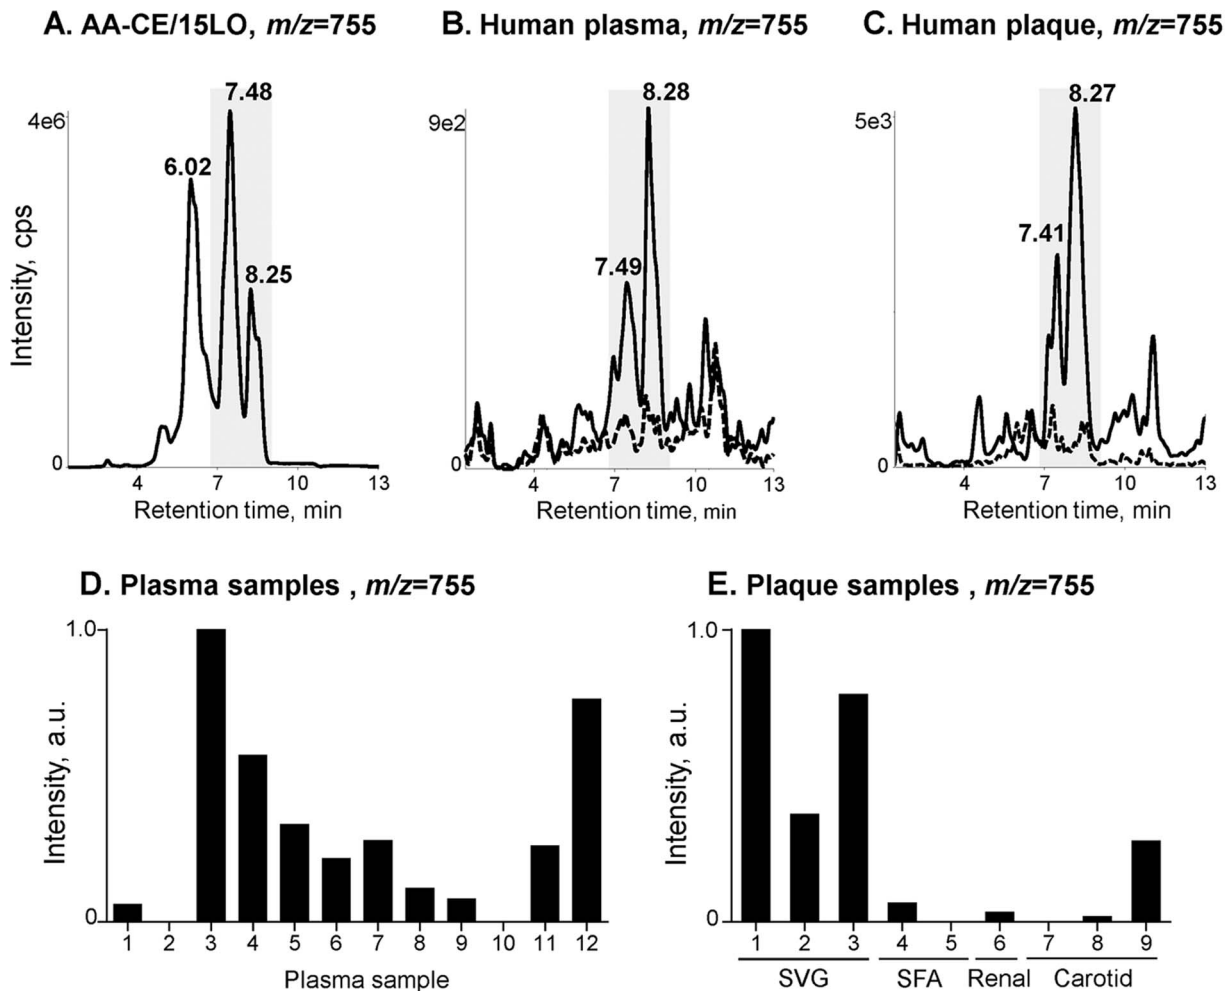 A. AA-CE/15LO, m/z=755
B. Human plasma, m/z=755
C. Human plaque, m/z=755
Intensity, cps
4e6
0
6.02
7.48
8.25
4 7 10 13
Retention time, min
9e2
0
7.49
8.28
4 7 10 13
Retention time, min
5e3
0
7.41
8.27
4 7 10 13
Retention time, min
D. Plasma samples , m/z=755
Intensity, a.u.
1.0
0
1 2 3 4 5 6 7 8 9 10 11 12
Plasma sample
E. Plaque samples , m/z=755
Intensity, a.u.
1.0
0
1 2 3 4 5 6 7 8 9
SVG SFA Renal Carotid